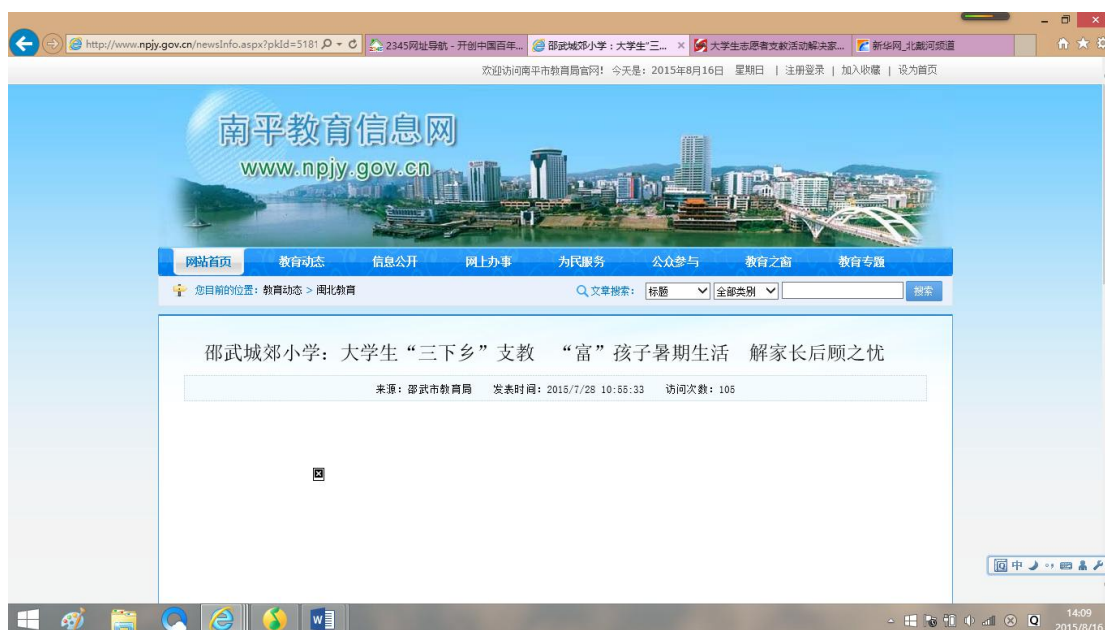 http://www.npjy.gov.cn/newsInfo.aspx?pkId=5181
2345网址导航 - 开创中国百年...
邵武城郊小学：大学生“三...
大学生志愿者支教活动解决家...
新华网_北戴河频道
欢迎访问南平市教育局官网! 今天是: 2015年8月16日 星期日 | 注册登录 | 加入收藏 | 设为首页
南平教育信息网
www.npjy.gov.cn
网站首页 教育动态 信息公开 网上办事 为民服务 公众参与 教育之窗 教育专题
您目前的位置: 教育动态 > 闽北教育 文章搜索: 标题 全部类别 搜索
邵武城郊小学：大学生“三下乡”支教 “富”孩子暑期生活 解家长后顾之忧
来源: 邵武市教育局 发表时间: 2015/7/28 10:55:33 访问次数: 105
中
14:09
2015/8/16